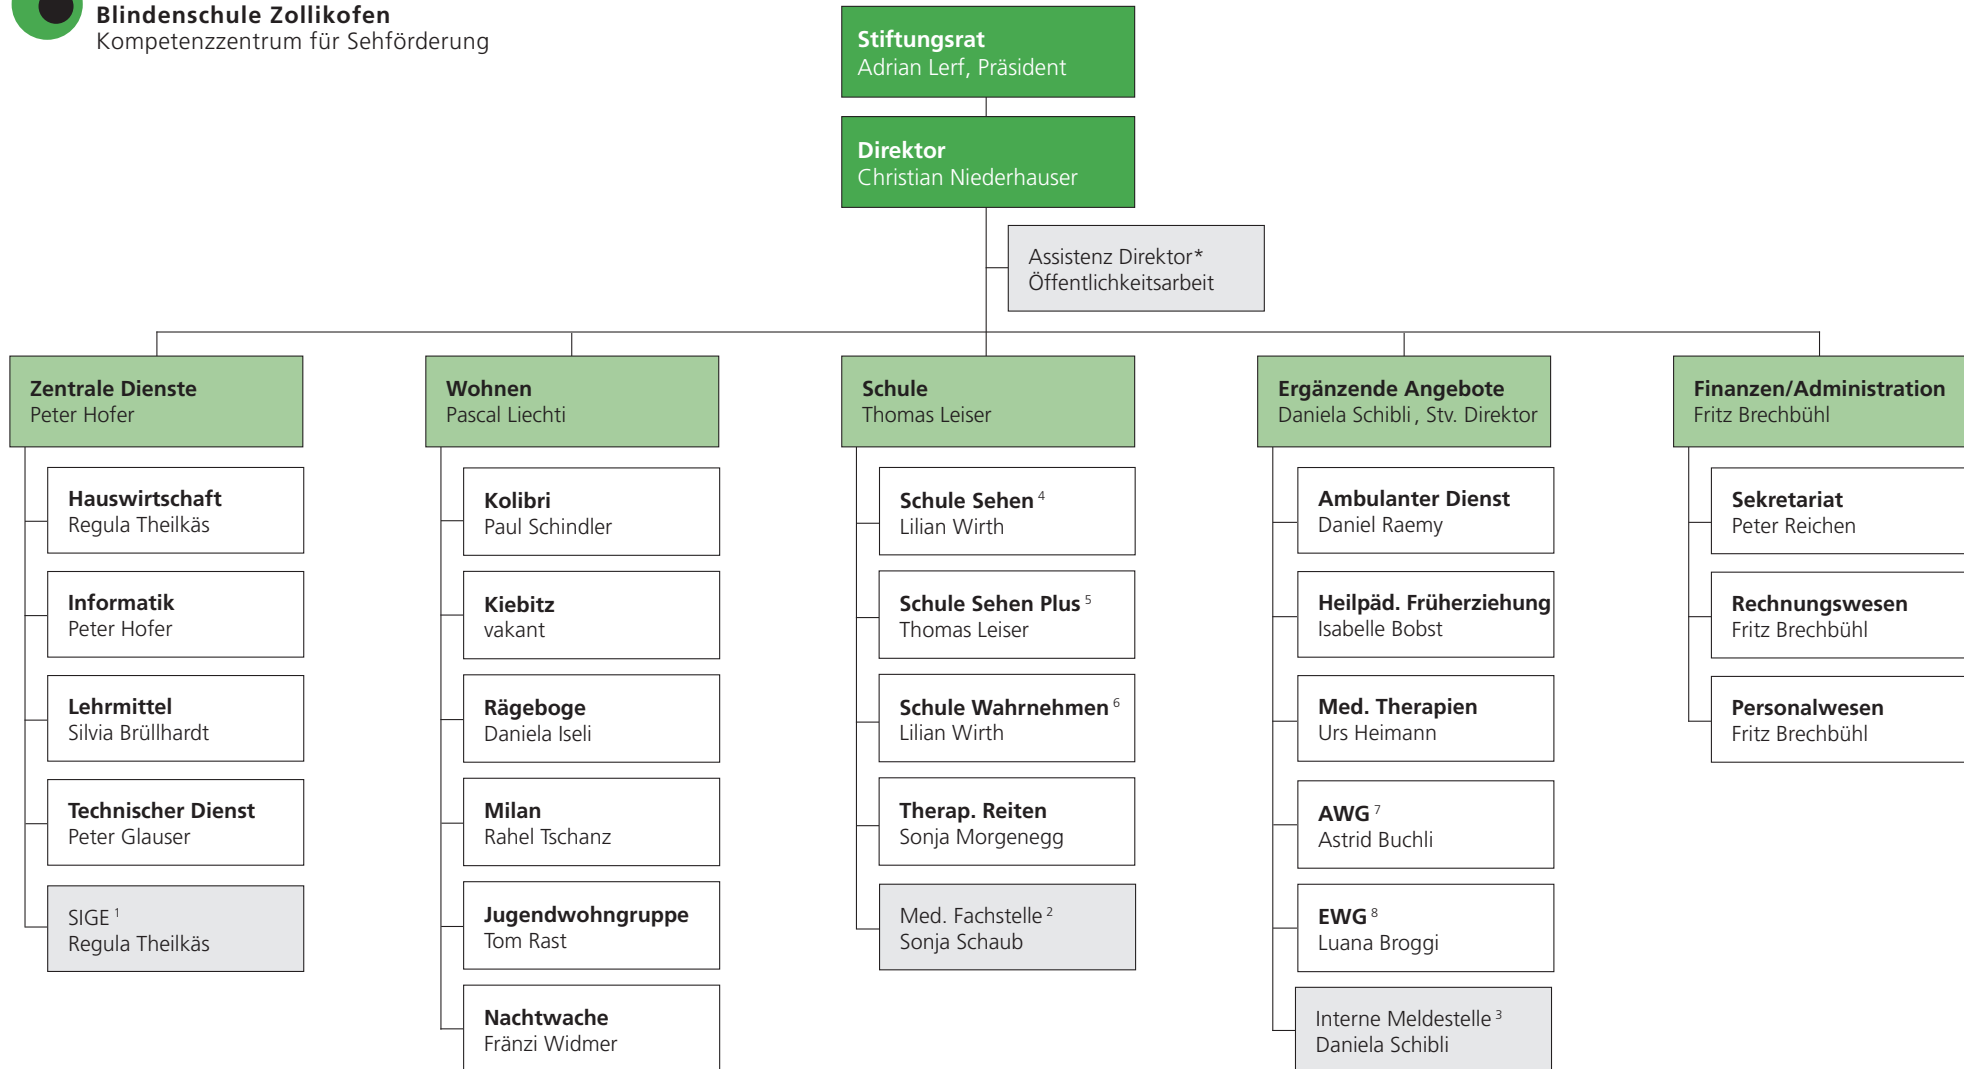 Blindenschule Zollikofen
Kompetenzzentrum für Sehförderung
Stiftungsrat
Adrian Lerf, Präsident
Direktor
Christian Niederhauser
Assistenz Direktor*
Öffentlichkeitsarbeit
Zentrale Dienste
Peter Hofer
Hauswirtschaft
Regula Theilkäs
Informatik
Peter Hofer
Lehrmittel
Silvia Brüllhardt
Technischer Dienst
Peter Glauser
SIGE 1
Regula Theilkäs
Wohnen
Pascal Liechti
Kolibri
Paul Schindler
Kiebitz
vakant
Rägeboge
Daniela Iseli
Milan
Rahel Tschanz
Jugendwohngruppe
Tom Rast
Nachtwache
Fränzi Widmer
Schule
Thomas Leiser
Schule Sehen 4
Lilian Wirth
Schule Sehen Plus 5
Thomas Leiser
Schule Wahrnehmen 6
Lilian Wirth
Therap. Reiten
Sonja Morgenegg
Med. Fachstelle 2
Sonja Schaub
Ergänzende Angebote
Daniela Schibli, Stv. Direktor
Ambulanter Dienst
Daniel Raemy
Heilpäd. Früherziehung
Isabelle Bobst
Med. Therapien
Urs Heimann
AWG 7
Astrid Buchli
EWG 8
Luana Broggi
Interne Meldestelle 3
Daniela Schibli
Finanzen/Administration
Fritz Brechbühl
Sekretariat
Peter Reichen
Rechnungswesen
Fritz Brechbühl
Personalwesen
Fritz Brechbühl